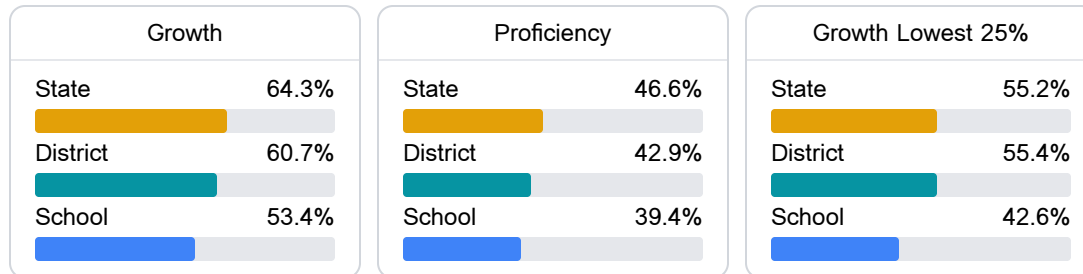 Growth
State 64.3%
District 60.7%
School 53.4%
Proficiency
State 46.6%
District 42.9%
School 39.4%
Growth Lowest 25%
State 55.2%
District 55.4%
School 42.6%